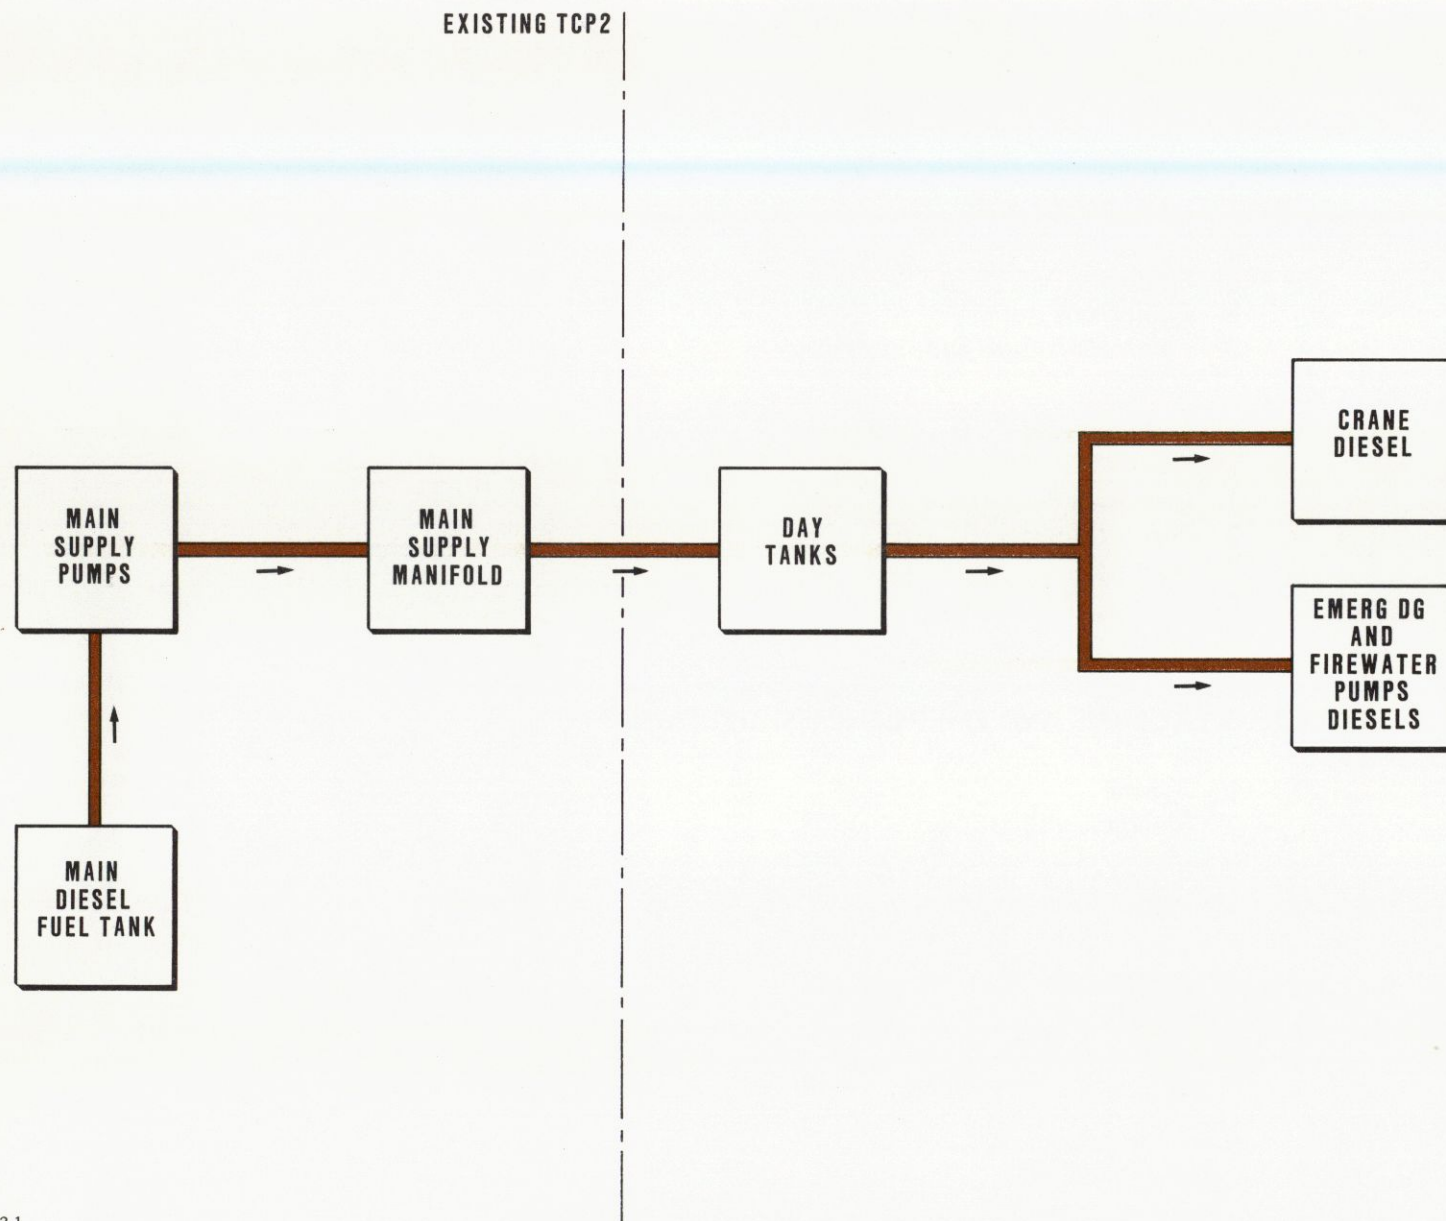 EXISTING TCP2
CRANE
DIESEL
MAIN
SUPPLY
PUMPS
MAIN
SUPPLY
MANIFOLD
DAY
TANKS
EMERG DG
AND
FIREWATER
PUMPS
DIESELS
MAIN
DIESEL
FUEL TANK